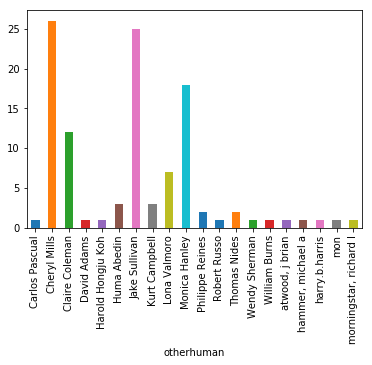 25
20
15
10
5
0
Carlos Pascual
Cheryl Mills
Claire Coleman
David Adams
Harold Hongju Koh
Huma Abedin
Jake Sullivan
Kurt Campbell
Lona Valmoro
Monica Hanley
Philippe Reines
Robert Russo
Thomas Nides
Wendy Sherman
William Burns
atwood, j brian
hammer, michael a
harry.b.harris
mon
morningstar, richard l
otherhuman